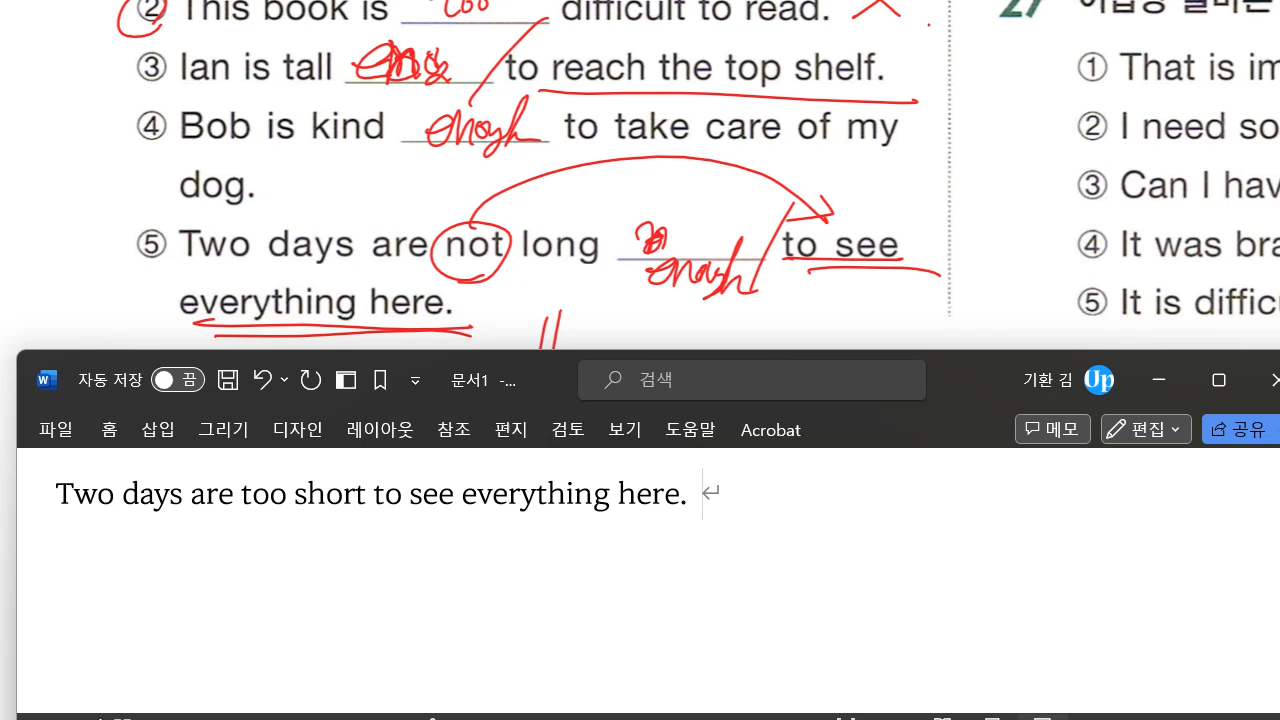 ② This book is too difficult to read.
27
③ Ian is tall to reach the top shelf.
④ Bob is kind enough to take care of my
dog.
⑤ Two days are not long enough to see
everything here.
① That is im
② I need so
③ Can I hav
④ It was bra
⑤ It is diffic
자동 저장 끔 문서1 -... 검색 기환 김 Up
파일 홈 삽입 그리기 디자인 레이아웃 참조 편지 검토 보기 도움말 Acrobat 메모 편집 공유
Two days are too short to see everything here.